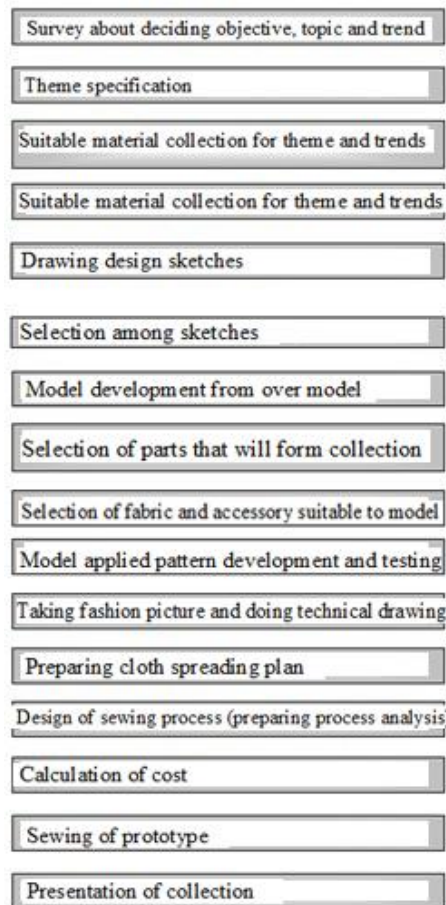 Survey about deciding objective, topic and trend
Theme specification
Suitable material collection for theme and trends
Suitable material collection for theme and trends
Drawing design sketches
Selection among sketches
Model development from over model
Selection of parts that will form collection
Selection of fabric and accessory suitable to model
Model applied pattern development and testing
Taking fashion picture and doing technical drawing
Preparing cloth spreading plan
Design of sewing process (preparing process analysis
Calculation of cost
Sewing of prototype
Presentation of collection